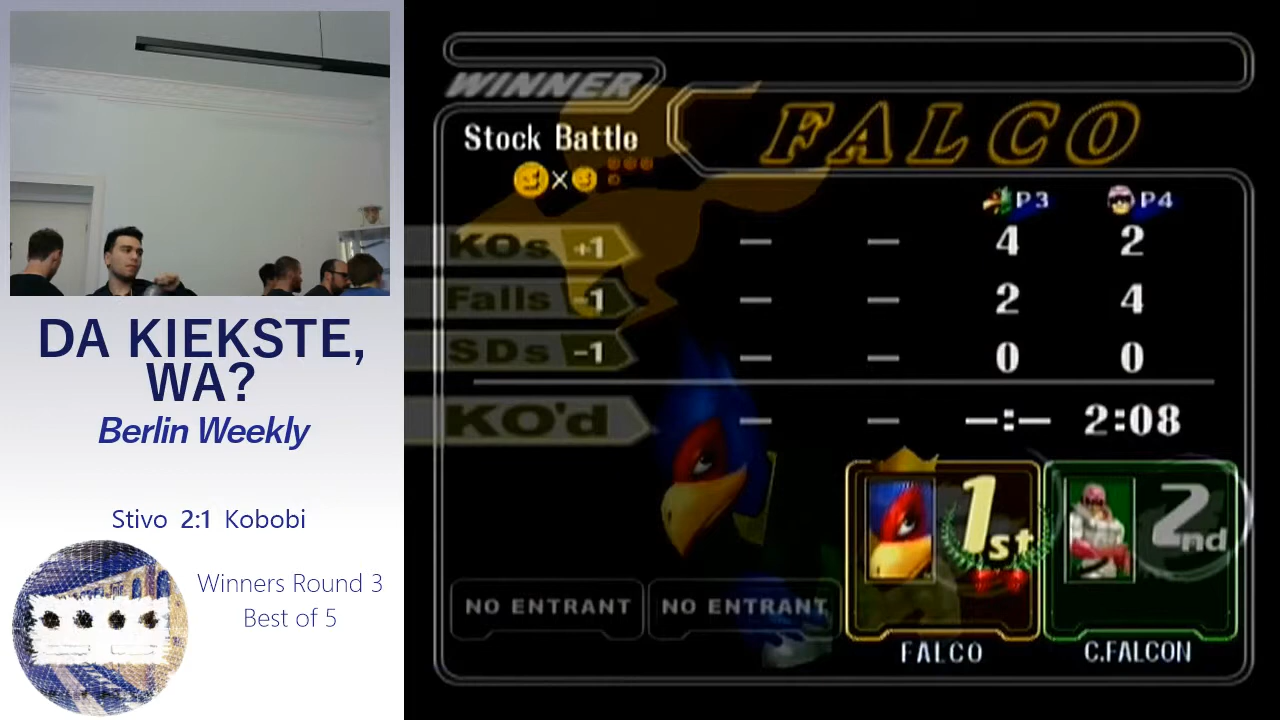 DA KIEKSTE,
WA?
Berlin Weekly
Stivo 2:1 Kobobi
Winners Round 3
Best of 5
WINNER
FALCO
Stock Battle
P3 P4
KOs +1 — — 4 2
Falls -1 — — 2 4
SDs -1 — — 0 0
KO'd — — —:— 2:08
1st
2nd
NO ENTRANT NO ENTRANT
FALCO C.FALCON